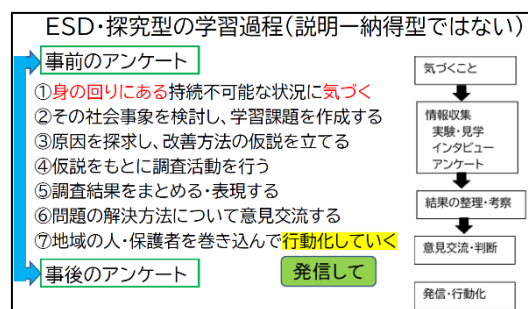 ESD・探究型の学習過程(説明ー納得型ではない)
事前のアンケート
①身の回りにある持続不可能な状況に気づく
②その社会事象を検討し、学習課題を作成する
③原因を探求し、改善方法の仮説を立てる
④仮説をもとに調査活動を行う
⑤調査結果をまとめる・表現する
⑥問題の解決方法について意見交流する
⑦地域の人・保護者を巻き込んで行動化していく
事後のアンケート
発信して
気づくこと
情報収集
実験・見学
インタビュー
アンケート
結果の整理・考察
意見交流・判断
発信・行動化